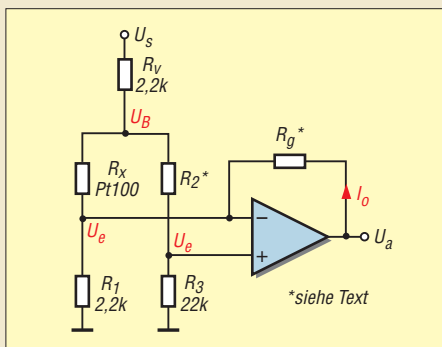 U_s
R_v
2,2k
U_B
R_g*
R_x
Pt100
R_2*
I_o
–
U_e
U_e
+
U_a
R_1
2,2k
R_3
22k
*siehe Text